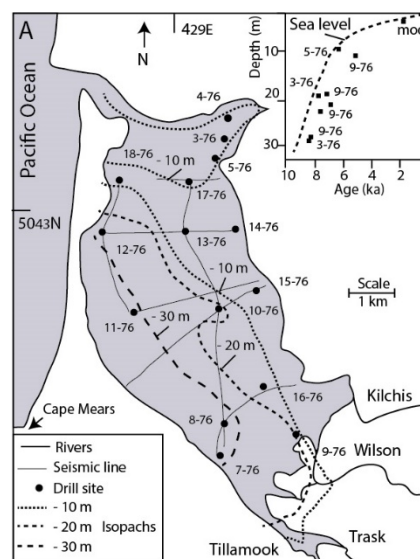 A
429E
N
Pacific Ocean
5043N
4-76
3-76
5-76
18-76
- 10 m
17-76
14-76
12-76
13-76
- 10 m
15-76
11-76
- 30 m
10-76
- 20 m
16-76
8-76
9-76
7-76
Scale
1 km
Kilchis
Wilson
Trask
Tillamook
Cape Mears
Rivers
Seismic line
Drill site
- 10 m
- 20 m Isopachs
- 30 m
Sea level
mod
5-76
9-76
3-76
9-76
9-76
9-76
3-76
Depth (m)
10
20
30
10 8 6 4 2
Age (ka)